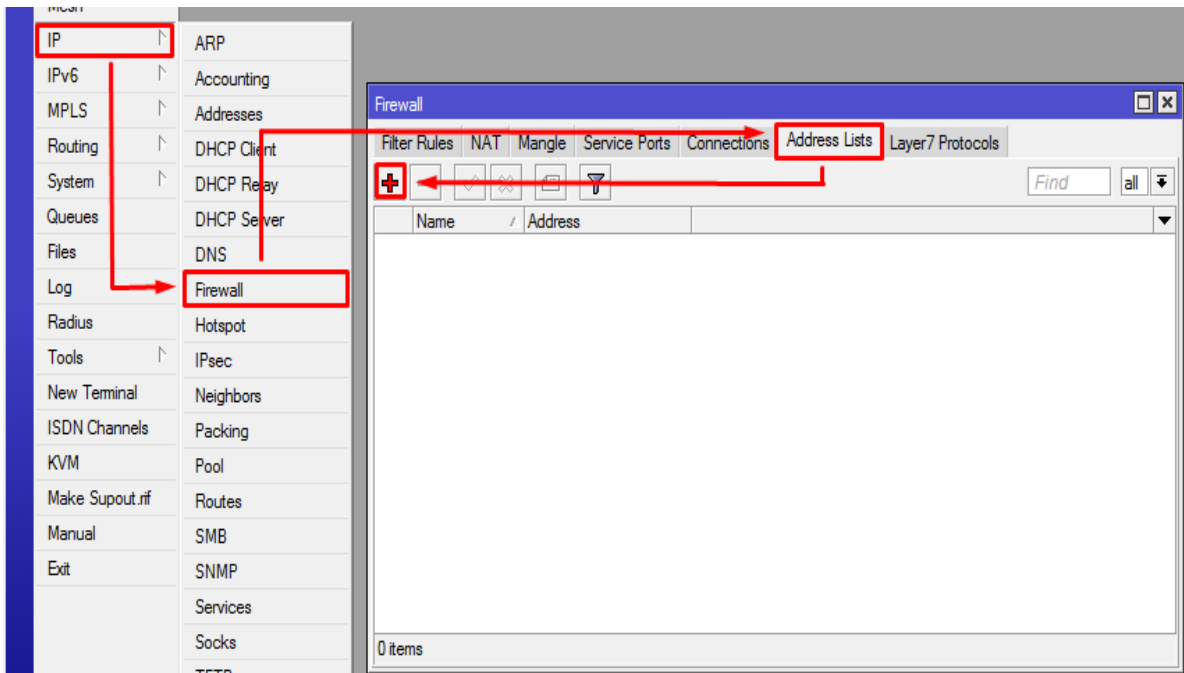 Mesh
IP
IPv6
MPLS
Routing
System
Queues
Files
Log
Radius
Tools
New Terminal
ISDN Channels
KVM
Make Supout.rif
Manual
Exit
ARP
Accounting
Addresses
DHCP Client
DHCP Relay
DHCP Server
DNS
Firewall
Hotspot
IPsec
Neighbors
Packing
Pool
Routes
SMB
SNMP
Services
Socks
TFTP
Firewall
Filter Rules NAT Mangle Service Ports Connections Address Lists Layer7 Protocols
Find all
Name Address
0 items